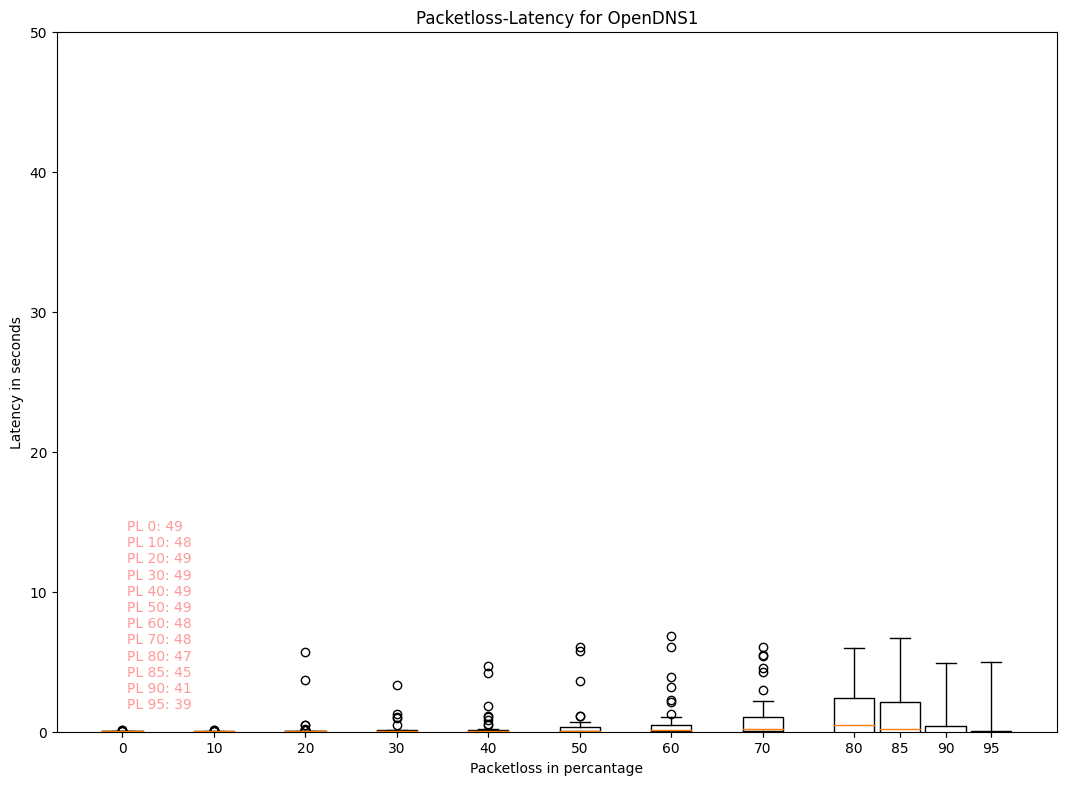 Packetloss-Latency for OpenDNS1
50
40
30
20
10
0
Latency in seconds
PL 0: 49
PL 10: 48
PL 20: 49
PL 30: 49
PL 40: 49
PL 50: 49
PL 60: 48
PL 70: 48
PL 80: 47
PL 85: 45
PL 90: 41
PL 95: 39
0 10 20 30 40 50 60 70 80 85 90 95
Packetloss in percantage